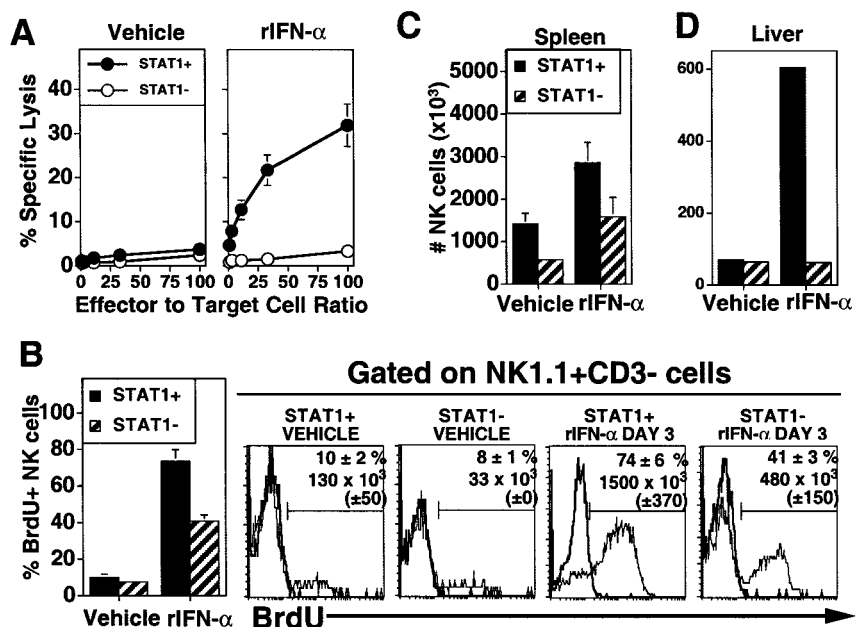 A
Vehicle
rIFN-α
STAT1+
STAT1-
% Specific Lysis
40
30
20
10
0
0 25 50 75 100
0 25 50 75 100
Effector to Target Cell Ratio
C
Spleen
STAT1+
STAT1-
# NK cells (x10³)
5000
4000
3000
2000
1000
0
Vehicle rIFN-α
D
Liver
600
400
200
0
Vehicle rIFN-α
B
STAT1+
STAT1-
% BrdU+ NK cells
100
80
60
40
20
0
Vehicle rIFN-α
Gated on NK1.1+CD3- cells
STAT1+
VEHICLE
10 ± 2 %
130 x 10³
(±50)
STAT1-
VEHICLE
8 ± 1 %
33 x 10³
(±0)
STAT1+
rIFN-α DAY 3
74 ± 6 %
1500 x 10³
(±370)
STAT1-
rIFN-α DAY 3
41 ± 3 %
480 x 10³
(±150)
BrdU